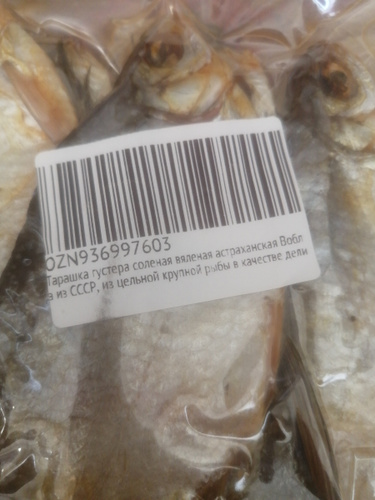 OZN936997603
Тарашка густера соленая вяленая астраханская Вобл
а из СССР, из цельной крупной рыбы в качестве дели